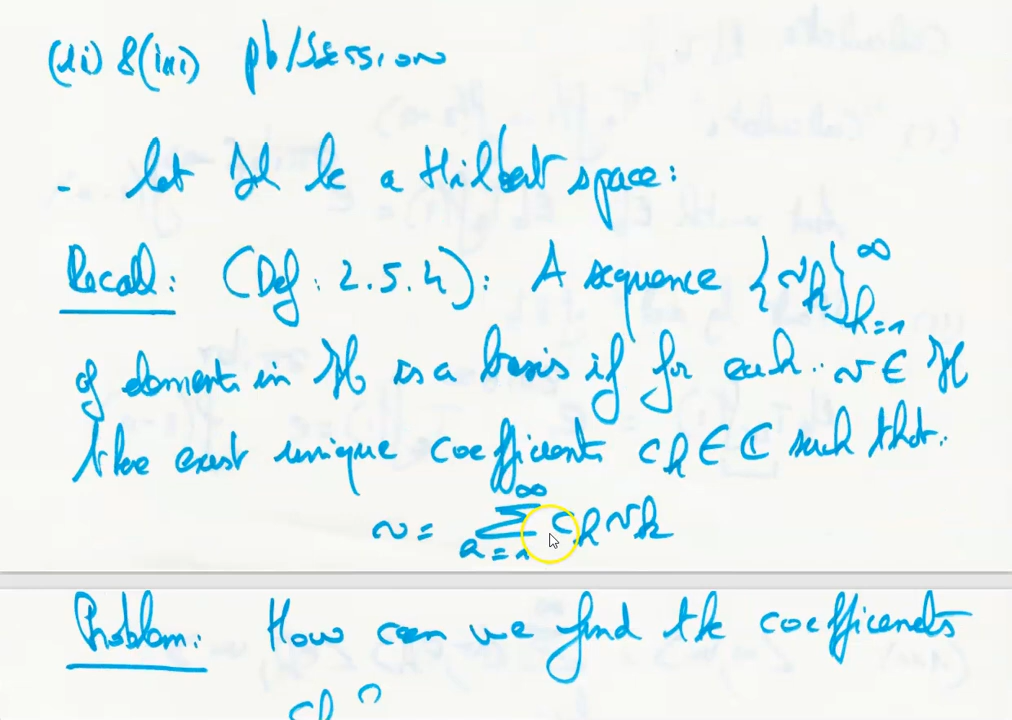 (ii) & (iii) pb/Session
- let H be a Hilbert space:
Recall: (Def: 2.5.4): A sequence {vk}∞k=1
of elements in H is a basis if for each v ∈ H
there exist unique coefficients ck ∈ ℂ such that
v = ∑∞k=1 ck vk
Problem: How can we find the coefficients
ck?